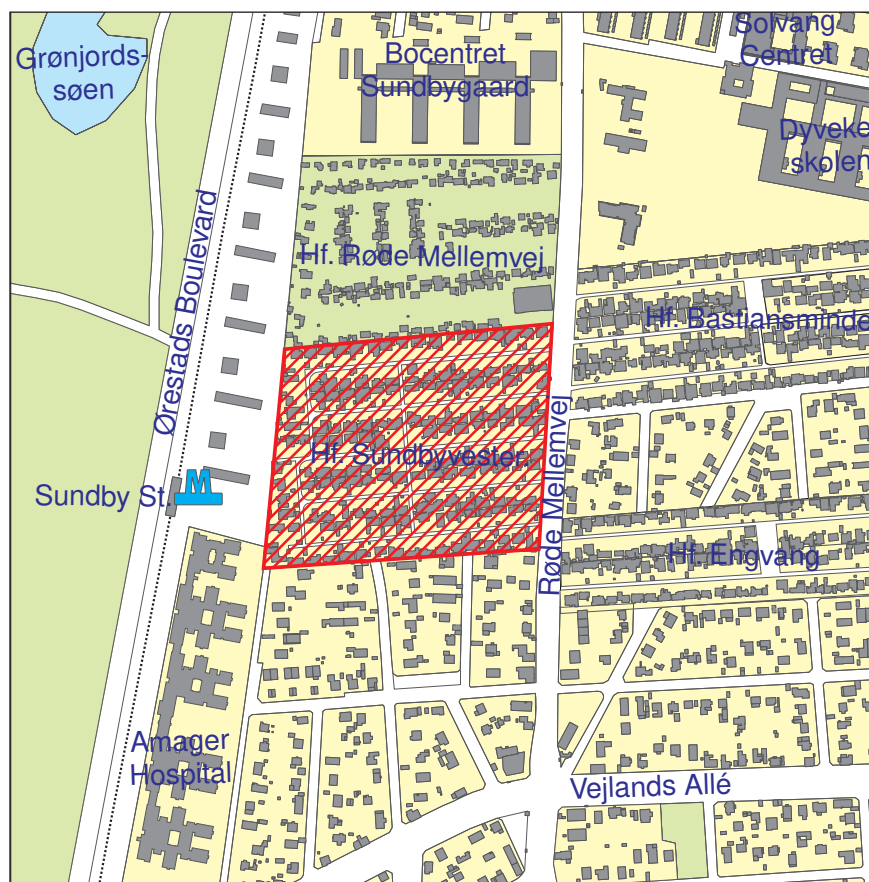 Solvang
Centret
Grønjords-
søen
Bocentret
Sundbygaard
Dyveke
skolen
Hf. Røde Mellemvej
Ørestads Boulevard
Hf. Bastiansminde
Hf. Sundbyvester
M
Sundby St.
Røde Mellemvej
Hf. Engvang
Amager
Hospital
Vejlands Allé